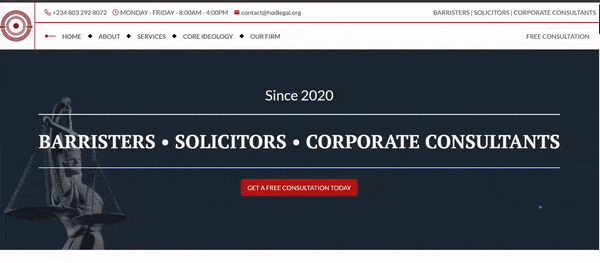 +234 803 292 8072 MONDAY - FRIDAY - 8:00AM - 4:00PM contact@hodlegal.org BARRISTERS | SOLICITORS | CORPORATE CONSULTANTS
HOME ABOUT SERVICES CORE IDEOLOGY OUR FIRM FREE CONSULTATION
Since 2020
BARRISTERS • SOLICITORS • CORPORATE CONSULTANTS
GET A FREE CONSULTATION TODAY